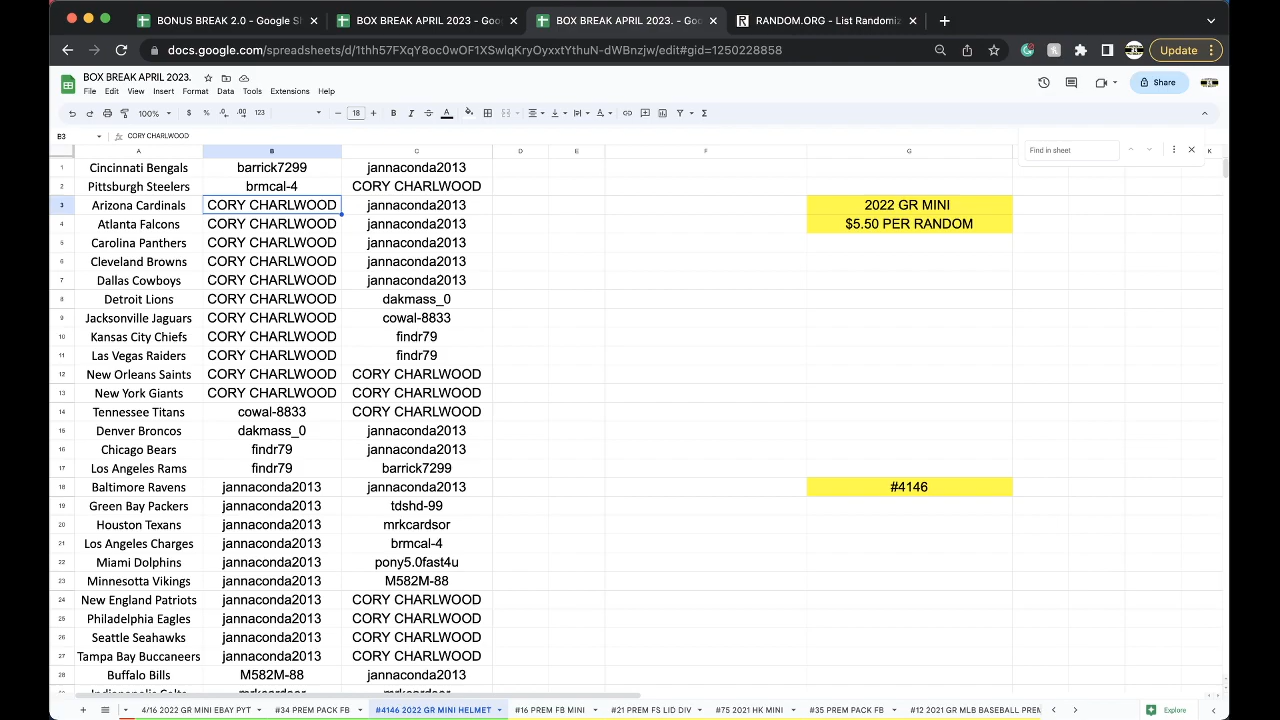 BONUS BREAK 2.0 - Google S
BOX BREAK APRIL 2023 - Goo
BOX BREAK APRIL 2023. - Go
RANDOM.ORG - List Randomiz
docs.google.com/spreadsheets/d/1thh57FXqY8oc0wOF1XSwlqKryOyxxtYthuN-dWBnzjw/edit#gid=1250228858
Update
BOX BREAK APRIL 2023.
File Edit View Insert Format Data Tools Extensions Help
Share
100% $ % .0 .00 123 18 B I A
B3 fx CORY CHARLWOOD
Find in sheet
A B C D E F G K
1 Cincinnati Bengals barrick7299 jannaconda2013
2 Pittsburgh Steelers brmcal-4 CORY CHARLWOOD
3 Arizona Cardinals CORY CHARLWOOD jannaconda2013 2022 GR MINI
4 Atlanta Falcons CORY CHARLWOOD jannaconda2013 $5.50 PER RANDOM
5 Carolina Panthers CORY CHARLWOOD jannaconda2013
6 Cleveland Browns CORY CHARLWOOD jannaconda2013
7 Dallas Cowboys CORY CHARLWOOD jannaconda2013
8 Detroit Lions CORY CHARLWOOD dakmass_0
9 Jacksonville Jaguars CORY CHARLWOOD cowal-8833
10 Kansas City Chiefs CORY CHARLWOOD findr79
11 Las Vegas Raiders CORY CHARLWOOD findr79
12 New Orleans Saints CORY CHARLWOOD CORY CHARLWOOD
13 New York Giants CORY CHARLWOOD CORY CHARLWOOD
14 Tennessee Titans cowal-8833 CORY CHARLWOOD
15 Denver Broncos dakmass_0 jannaconda2013
16 Chicago Bears findr79 jannaconda2013
17 Los Angeles Rams findr79 barrick7299
18 Baltimore Ravens jannaconda2013 jannaconda2013 #4146
19 Green Bay Packers jannaconda2013 tdshd-99
20 Houston Texans jannaconda2013 mrkcardsor
21 Los Angeles Charges jannaconda2013 brmcal-4
22 Miami Dolphins jannaconda2013 pony5.0fast4u
23 Minnesotta Vikings jannaconda2013 M582M-88
24 New England Patriots jannaconda2013 CORY CHARLWOOD
25 Philadelphia Eagles jannaconda2013 CORY CHARLWOOD
26 Seattle Seahawks jannaconda2013 CORY CHARLWOOD
27 Tampa Bay Buccaneers jannaconda2013 CORY CHARLWOOD
28 Buffalo Bills M582M-88 jannaconda2013
Indianapolis Colts mrkcardsor mrkcardsor
4/16 2022 GR MINI EBAY PYT #34 PREM PACK FB #4146 2022 GR MINI HELMET #16 PREM FB MINI #21 PREM FS LID DIV #75 2021 HK MINI #35 PREM PACK FB #12 2021 GR MLB BASEBALL PREM Explore